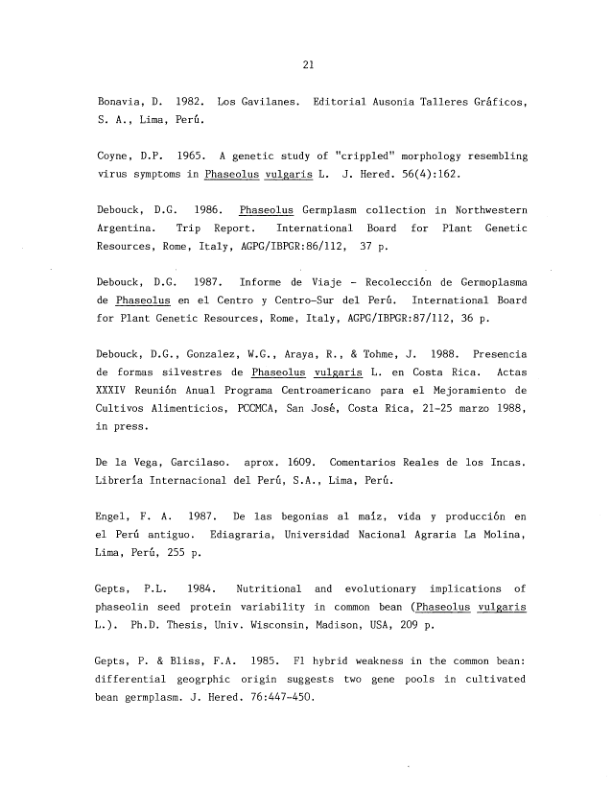 21
Bonavia, D. 1982. Los Gavilanes. Editorial Ausonia Talleres Gráficos,
S. A., Lima, Perú.
Coyne, D.P. 1965. A genetic study of "crippled" morphology resembling
virus symptoms in Phaseolus vulgaris L. J. Hered. 56(4):162.
Debouck, D.G. 1986. Phaseolus Germplasm collection in Northwestern
Argentina. Trip Report. International Board for Plant Genetic
Resources, Rome, Italy, AGPG/IBPGR:86/112, 37 p.
Debouck, D.G. 1987. Informe de Viaje - Recolección de Germoplasma
de Phaseolus en el Centro y Centro-Sur del Perú. International Board
for Plant Genetic Resources, Rome, Italy, AGPG/IBPGR:87/112, 36 p.
Debouck, D.G., Gonzalez, W.G., Araya, R., & Tohme, J. 1988. Presencia
de formas silvestres de Phaseolus vulgaris L. en Costa Rica. Actas
XXXIV Reunión Anual Programa Centroamericano para el Mejoramiento de
Cultivos Alimenticios, PCCMCA, San José, Costa Rica, 21-25 marzo 1988,
in press.
De la Vega, Garcilaso. aprox. 1609. Comentarios Reales de los Incas.
Librería Internacional del Perú, S.A., Lima, Perú.
Engel, F. A. 1987. De las begonias al maíz, vida y producción en
el Perú antiguo. Ediagraria, Universidad Nacional Agraria La Molina,
Lima, Perú, 255 p.
Gepts, P.L. 1984. Nutritional and evolutionary implications of
phaseolin seed protein variability in common bean (Phaseolus vulgaris
L.). Ph.D. Thesis, Univ. Wisconsin, Madison, USA, 209 p.
Gepts, P. & Bliss, F.A. 1985. F1 hybrid weakness in the common bean:
differential geogrphic origin suggests two gene pools in cultivated
bean germplasm. J. Hered. 76:447-450.